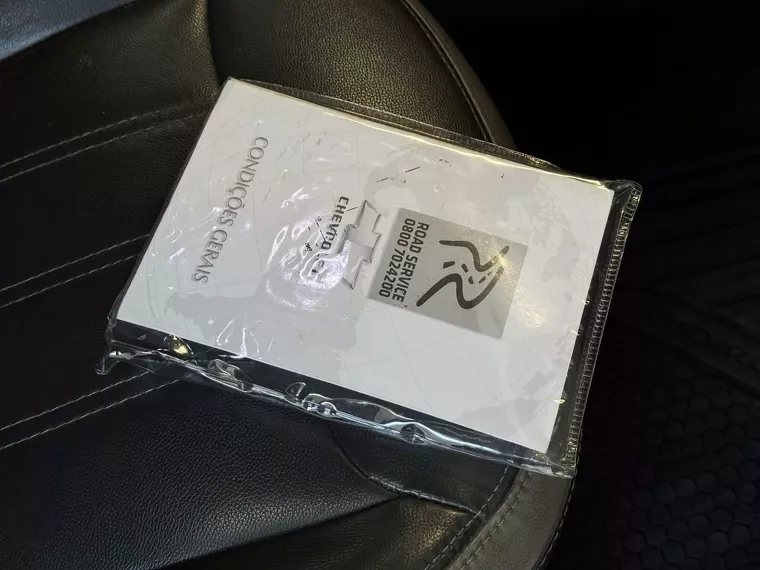 ROAD SERVICE
0800 7024200
CHEVROLET
CONDIÇÕES GERAIS